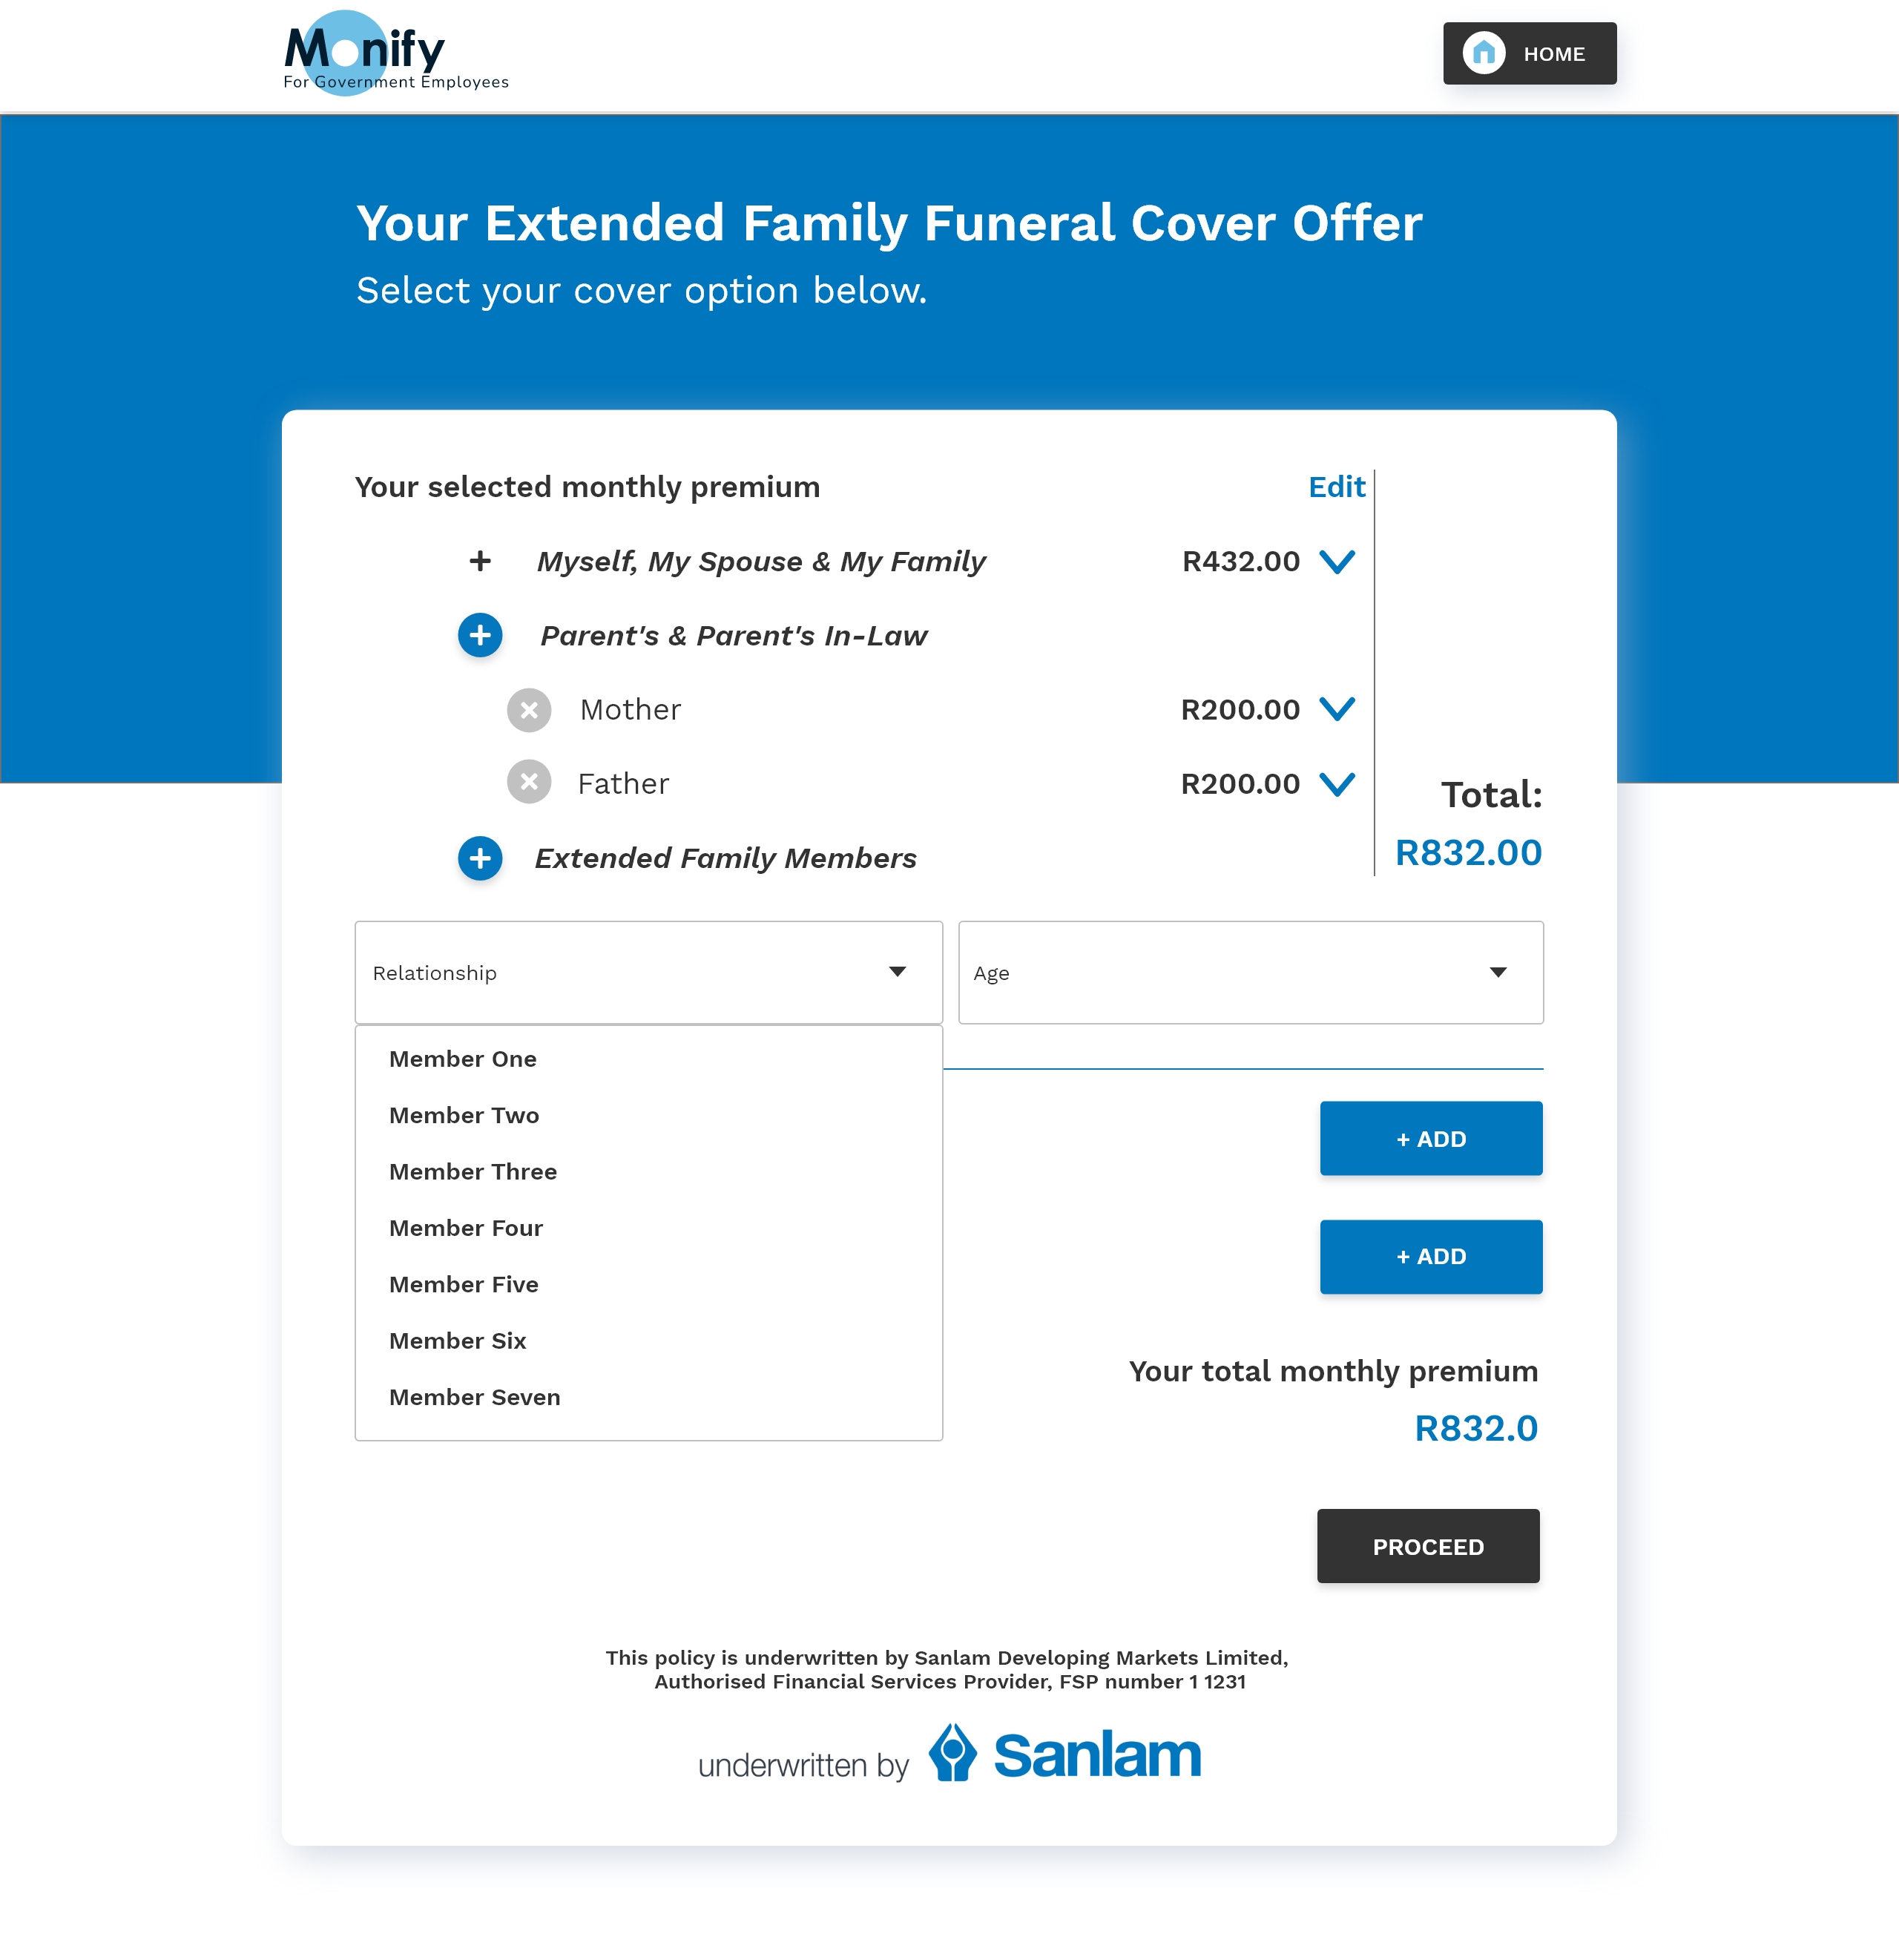 Monify
For Government Employees
HOME
Your Extended Family Funeral Cover Offer
Select your cover option below.
Your selected monthly premium
Edit
Myself, My Spouse & My Family
R432.00
Parent's & Parent's In-Law
Mother
R200.00
Father
R200.00
Total:
R832.00
Extended Family Members
Relationship
Age
Member One
Member Two
Member Three
Member Four
Member Five
Member Six
Member Seven
+ ADD
+ ADD
Your total monthly premium
R832.0
PROCEED
This policy is underwritten by Sanlam Developing Markets Limited,
Authorised Financial Services Provider, FSP number 1 1231
underwritten by Sanlam